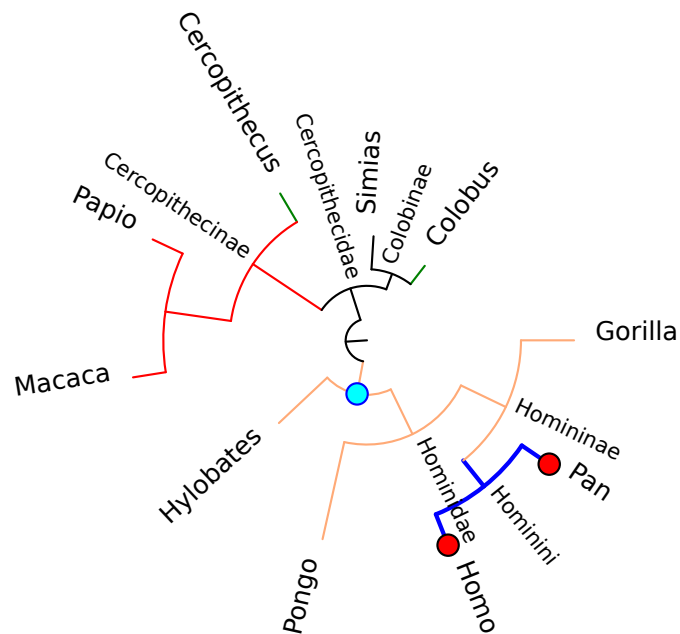 Cercopithecus
Cercopithecidae
Simias
Colobinae
Colobus
Cercopithecinae
Papio
Macaca
Gorilla
Homininae
Hominidae
Hylobates
Pan
Hominini
Pongo
Homo